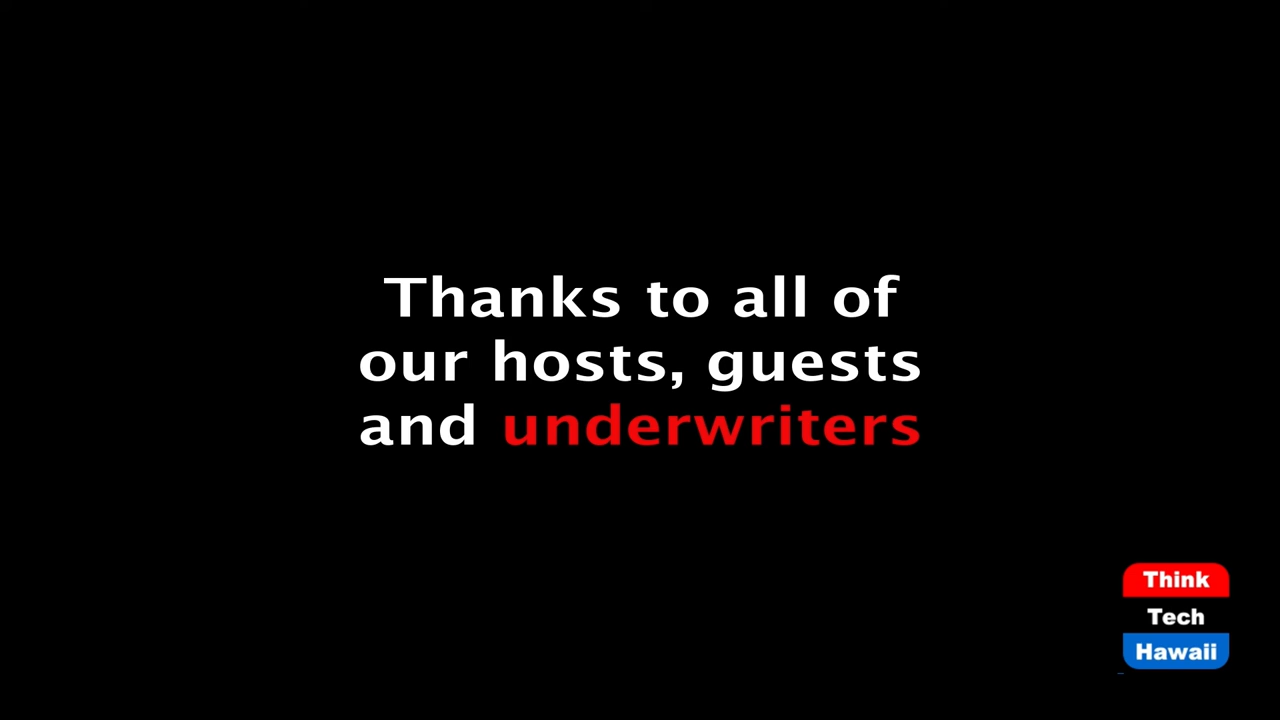 Thanks to all of
our hosts, guests
and underwriters
Think
Tech
Hawaii